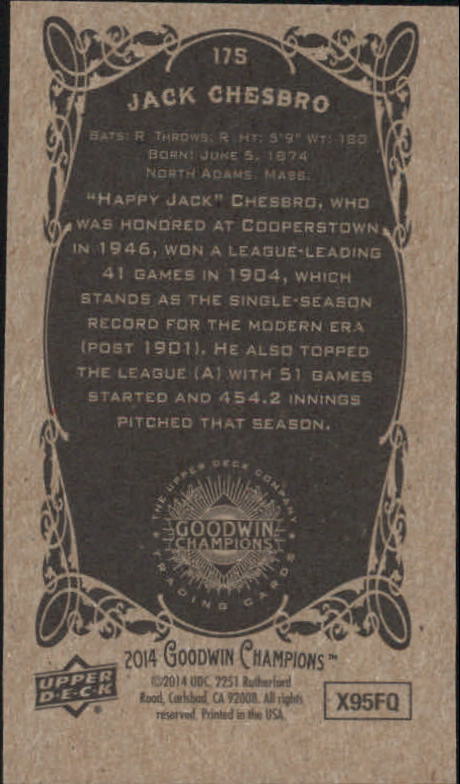 175
JACK CHESBRO
BATS: R THROWS: R HT: 5'9" WT: 180
BORN: JUNE 5, 1874
NORTH ADAMS, MASS.
"HAPPY JACK" CHESBRO, WHO
WAS HONORED AT COOPERSTOWN
IN 1946, WON A LEAGUE-LEADING
41 GAMES IN 1904, WHICH
STANDS AS THE SINGLE-SEASON
RECORD FOR THE MODERN ERA
(POST 1901). HE ALSO TOPPED
THE LEAGUE (A) WITH 51 GAMES
STARTED AND 454.2 INNINGS
PITCHED THAT SEASON.
THE UPPER DECK COMPANY
GOODWIN
CHAMPIONS
TRADING CARDS
2014 GOODWIN CHAMPIONS™
UPPER
D·E·C·K
®
©2014 UDC, 2251 Rutherford
Road, Carlsbad, CA 92008. All rights
reserved. Printed in the USA.
X95FQ